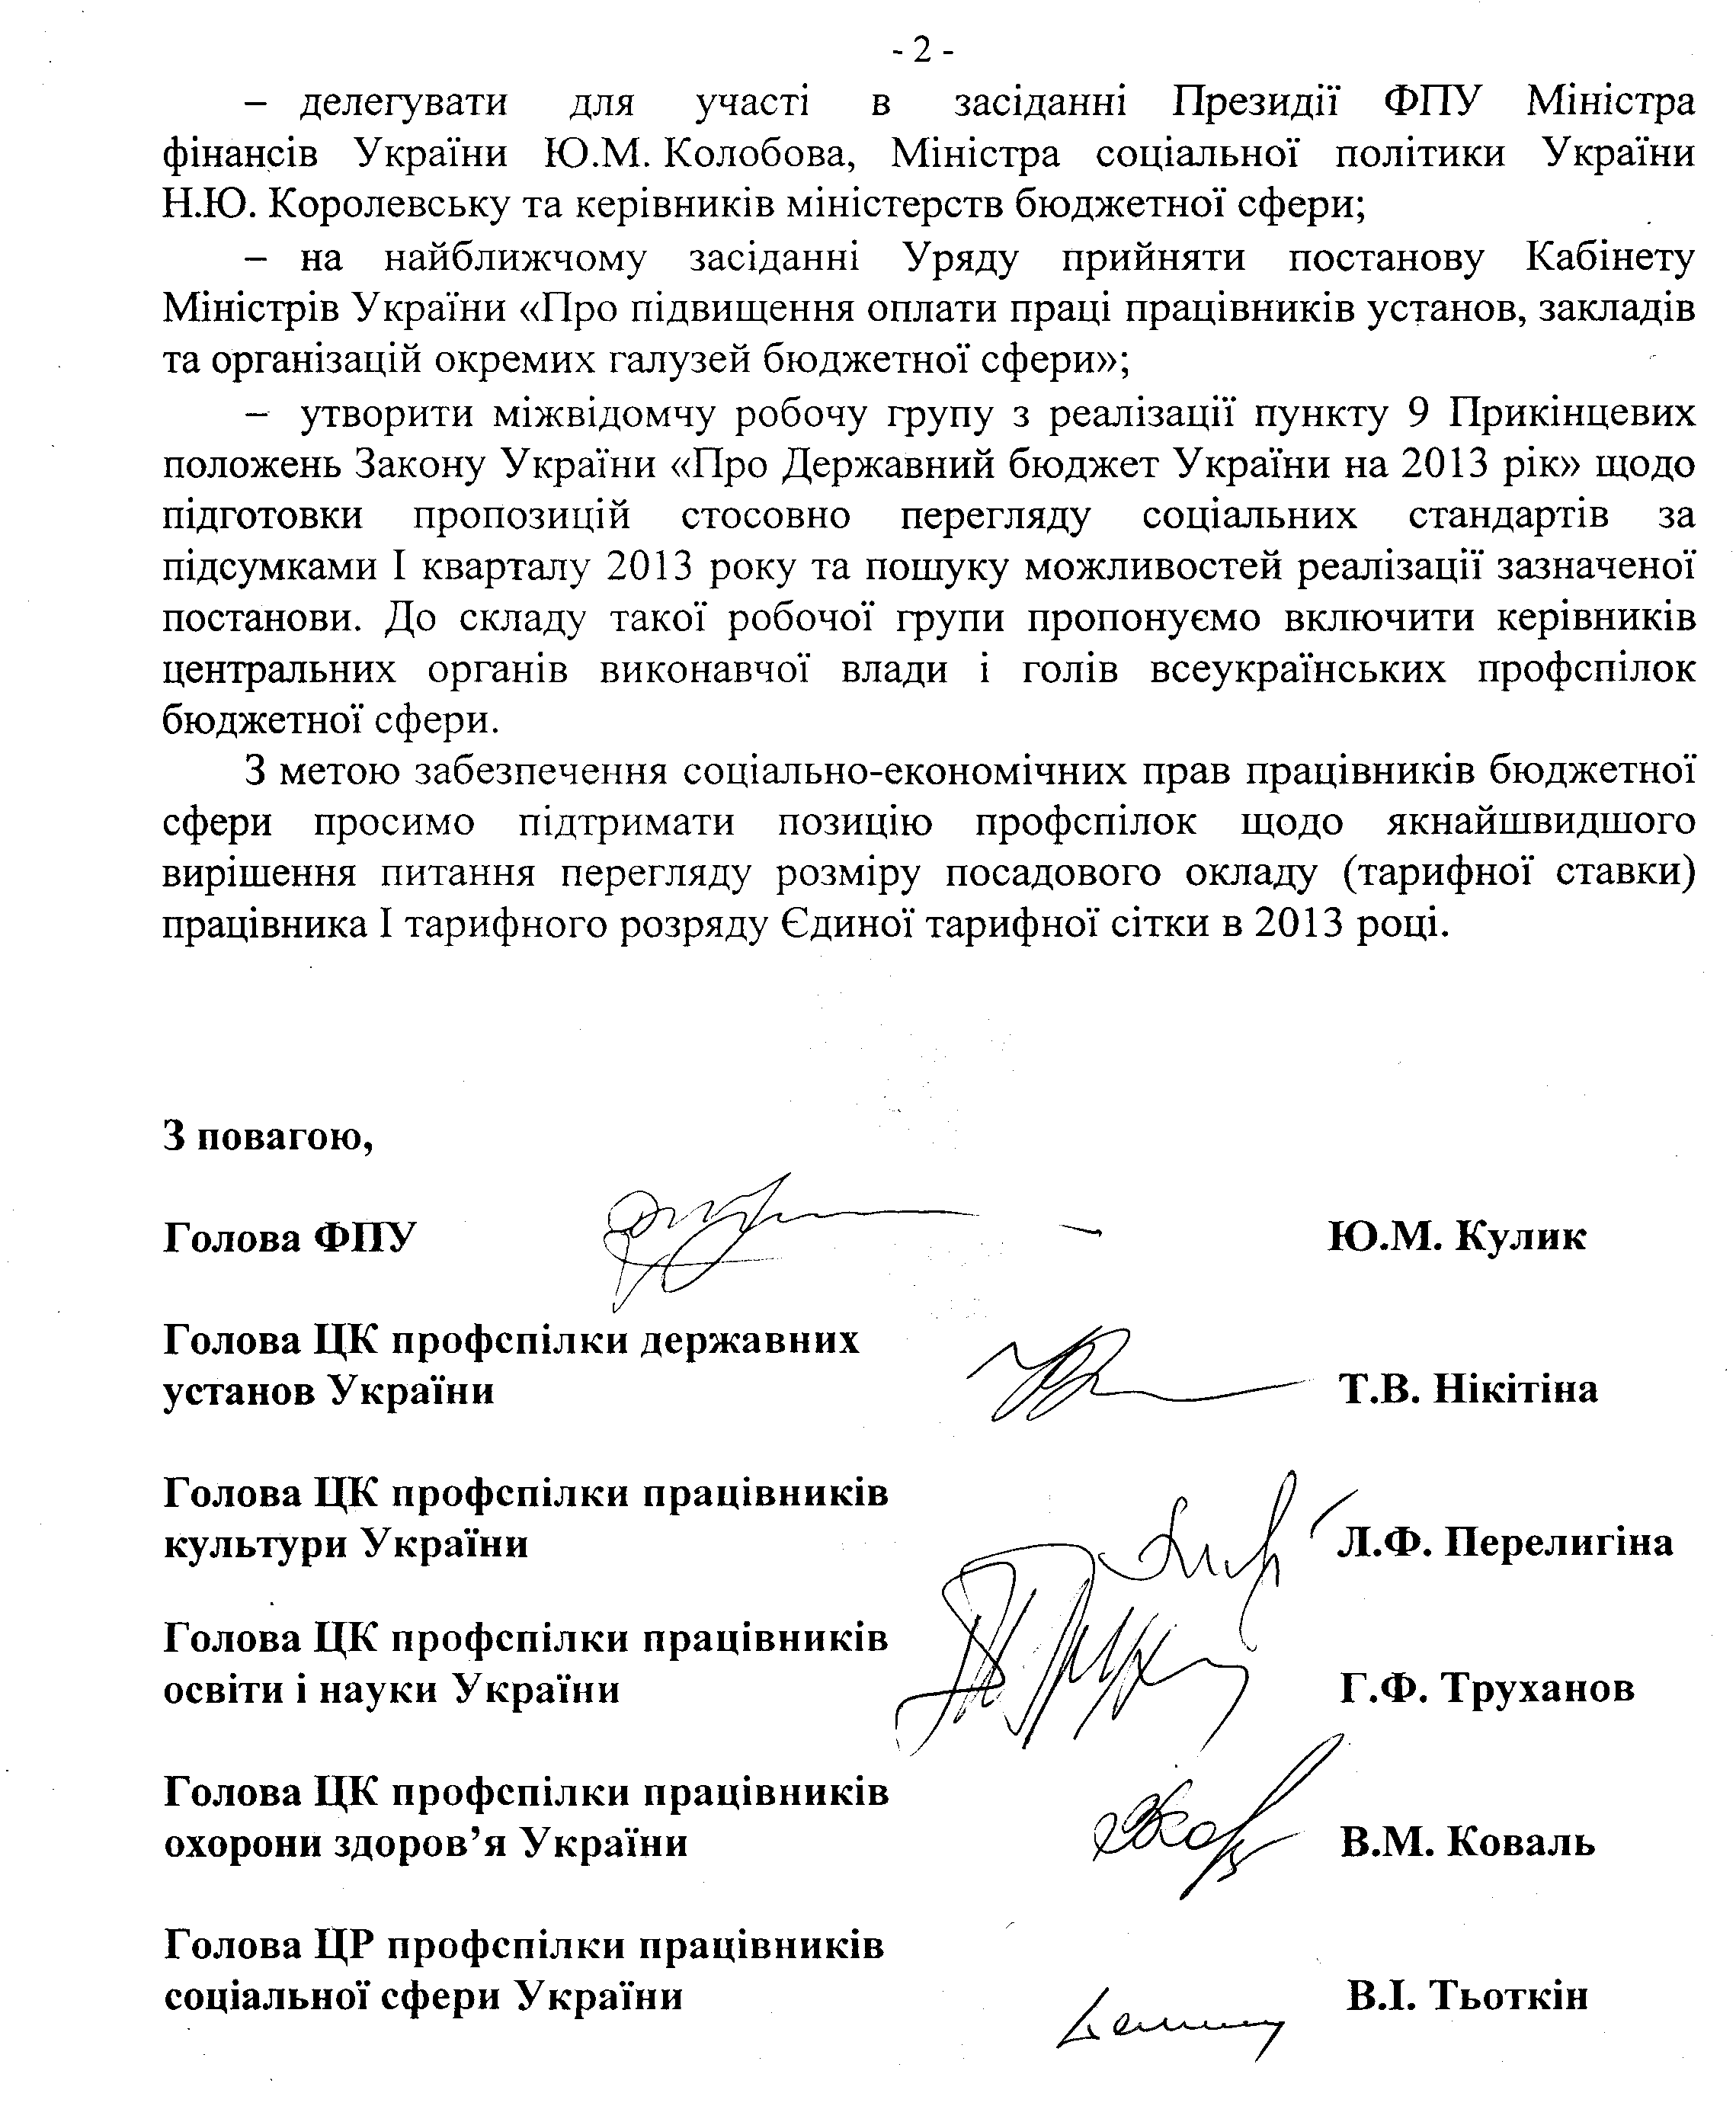 - 2 -
– делегувати для участі в засіданні Президії ФПУ Міністра
фінансів України Ю.М. Колобова, Міністра соціальної політики України
Н.Ю. Королевську та керівників міністерств бюджетної сфери;
– на найближчому засіданні Уряду прийняти постанову Кабінету
Міністрів України «Про підвищення оплати праці працівників установ, закладів
та організацій окремих галузей бюджетної сфери»;
– утворити міжвідомчу робочу групу з реалізації пункту 9 Прикінцевих
положень Закону України «Про Державний бюджет України на 2013 рік» щодо
підготовки пропозицій стосовно перегляду соціальних стандартів за
підсумками І кварталу 2013 року та пошуку можливостей реалізації зазначеної
постанови. До складу такої робочої групи пропонуємо включити керівників
центральних органів виконавчої влади і голів всеукраїнських профспілок
бюджетної сфери.
З метою забезпечення соціально-економічних прав працівників бюджетної
сфери просимо підтримати позицію профспілок щодо якнайшвидшого
вирішення питання перегляду розміру посадового окладу (тарифної ставки)
працівника І тарифного розряду Єдиної тарифної сітки в 2013 році.
З повагою,
Голова ФПУ Ю.М. Кулик
Голова ЦК профспілки державних
установ України Т.В. Нікітіна
Голова ЦК профспілки працівників
культури України Л.Ф. Перелигіна
Голова ЦК профспілки працівників
освіти і науки України Г.Ф. Труханов
Голова ЦК профспілки працівників
охорони здоров’я України В.М. Коваль
Голова ЦР профспілки працівників
соціальної сфери України В.І. Тьоткін